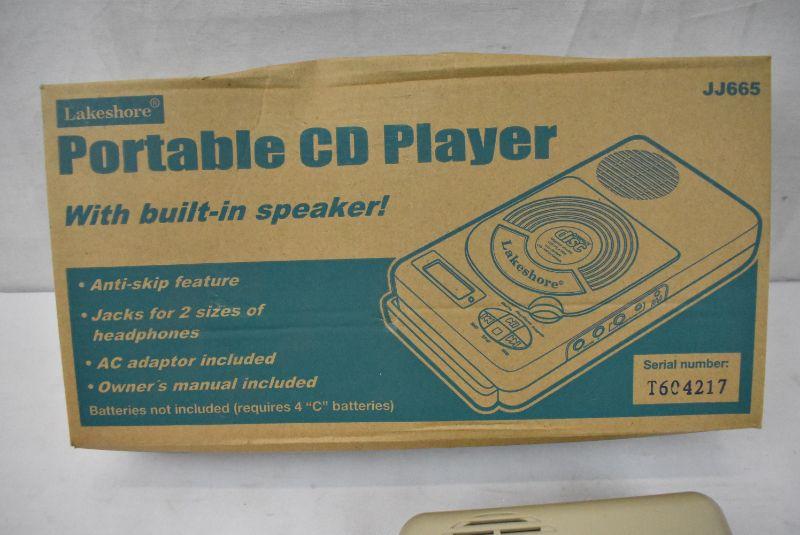 Lakeshore®
JJ665
Portable CD Player
With built-in speaker!
• Anti-skip feature
• Jacks for 2 sizes of
headphones
• AC adaptor included
• Owner's manual included
Batteries not included (requires 4 "C" batteries)
disc
Lakeshore®
Serial number:
T604217